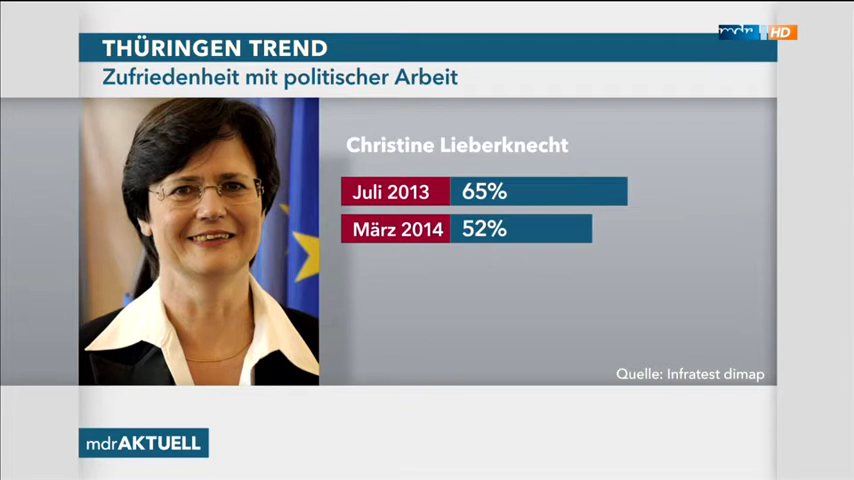 mdr HD
THÜRINGEN TREND
Zufriedenheit mit politischer Arbeit
Christine Lieberknecht
Juli 2013 65%
März 2014 52%
Quelle: Infratest dimap
mdrAKTUELL